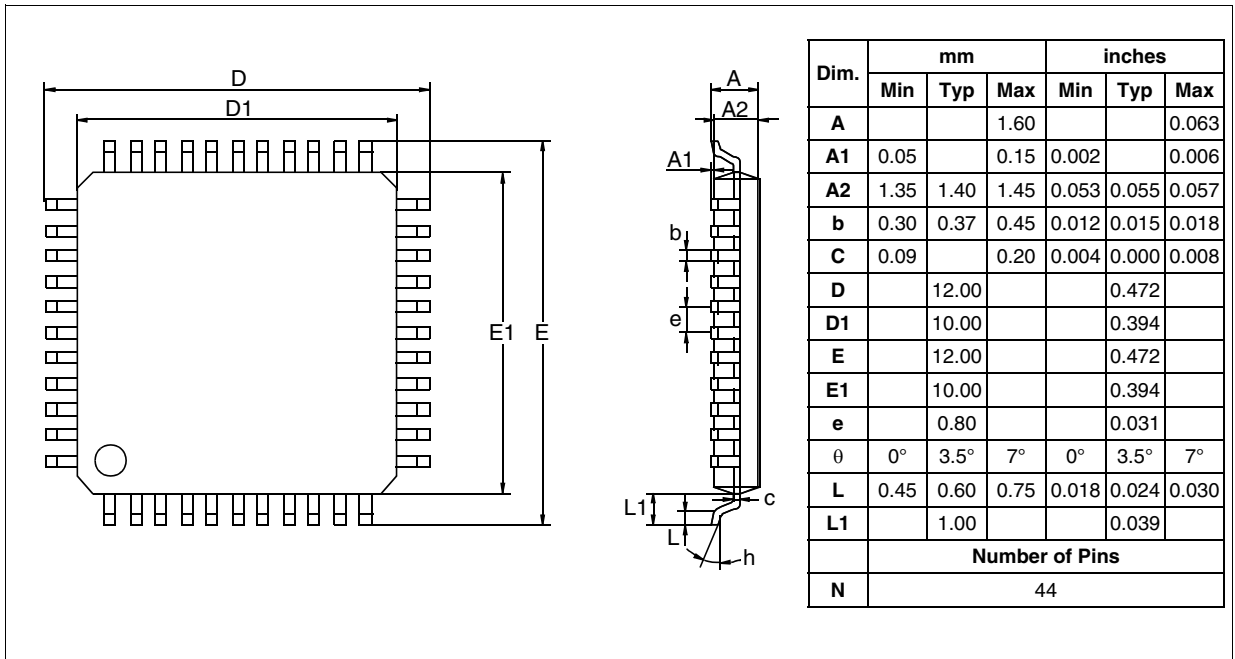 D
D1
E1
E
A
A2
A1
b
e
L1
L
c
h
Dim. mm inches
Min Typ Max Min Typ Max
A 1.60 0.063
A1 0.05 0.15 0.002 0.006
A2 1.35 1.40 1.45 0.053 0.055 0.057
b 0.30 0.37 0.45 0.012 0.015 0.018
C 0.09 0.20 0.004 0.000 0.008
D 12.00 0.472
D1 10.00 0.394
E 12.00 0.472
E1 10.00 0.394
e 0.80 0.031
θ 0° 3.5° 7° 0° 3.5° 7°
L 0.45 0.60 0.75 0.018 0.024 0.030
L1 1.00 0.039
Number of Pins
N 44